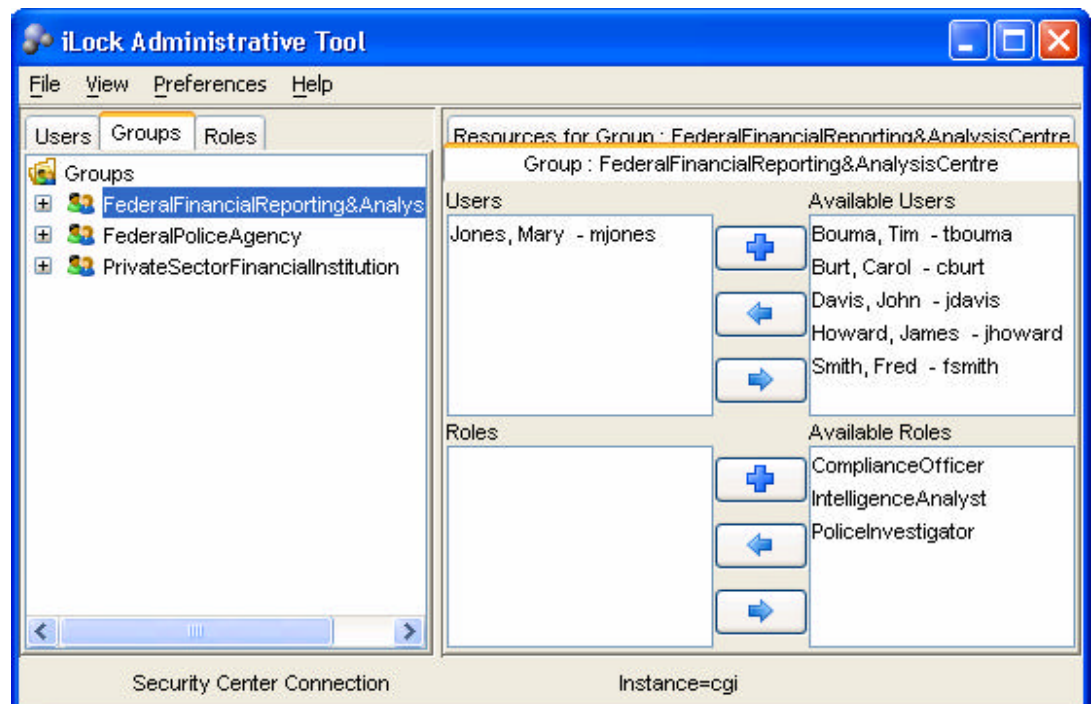 iLock Administrative Tool
File View Preferences Help
Users Groups Roles
Groups
FederalFinancialReporting&Analys
FederalPoliceAgency
PrivateSectorFinancialInstitution
Resources for Group : FederalFinancialReporting&AnalysisCentre
Group : FederalFinancialReporting&AnalysisCentre
Users
Jones, Mary - mjones
Available Users
Bouma, Tim - tbouma
Burt, Carol - cburt
Davis, John - jdavis
Howard, James - jhoward
Smith, Fred - fsmith
Roles
Available Roles
ComplianceOfficer
IntelligenceAnalyst
PoliceInvestigator
Security Center Connection
Instance=cgi